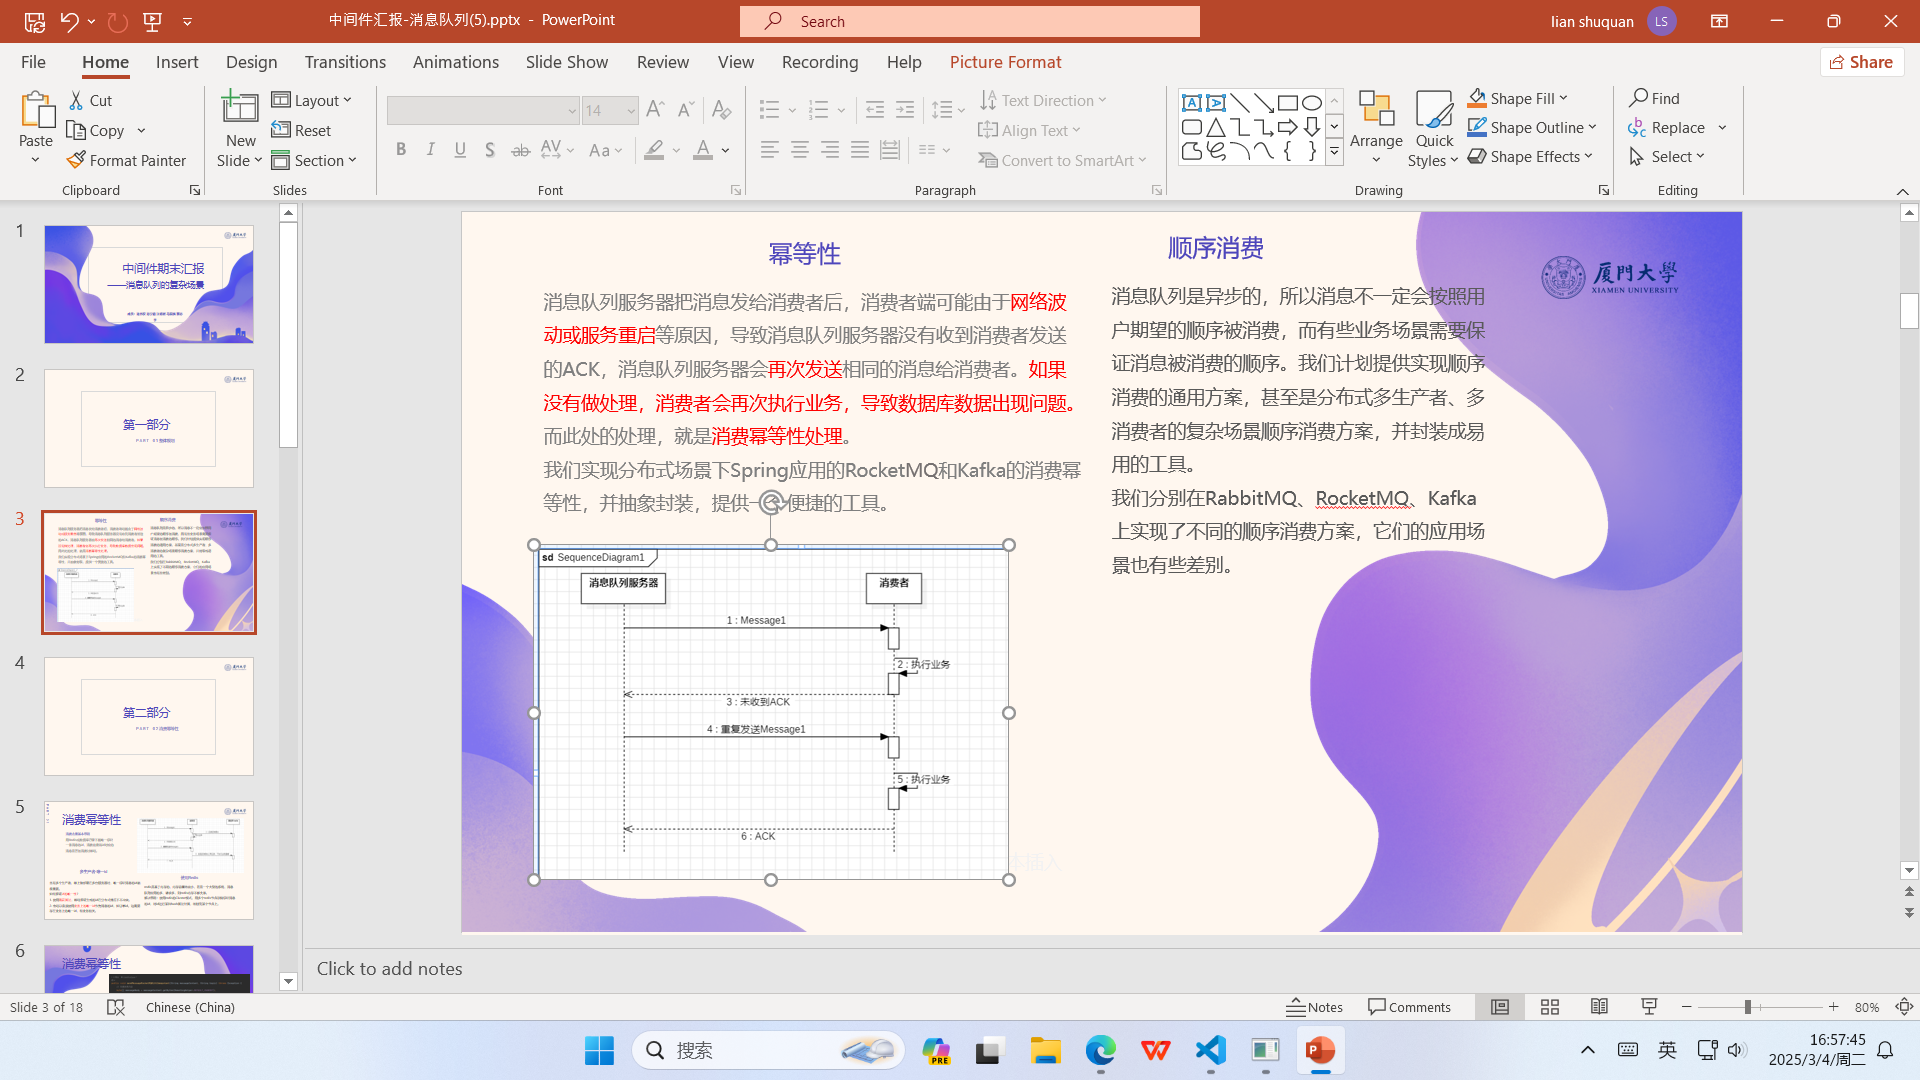 中间件汇报-消息队列(5).pptx - PowerPoint
Search
lian shuquan
LS
File Home Insert Design Transitions Animations Slide Show Review View Recording Help Picture Format
Share
Paste
Cut
Copy
Format Painter
Clipboard
New Slide
Layout
Reset
Section
Slides
14
Font
Text Direction
Align Text
Convert to SmartArt
Paragraph
Arrange
Quick Styles
Shape Fill
Shape Outline
Shape Effects
Drawing
Find
Replace
Select
Editing
1
中间件期末汇报
——消息队列的复杂场景
2
第一部分
3
4
第二部分
5
消费幂等性
6
消费幂等性
幂等性
消息队列服务器把消息发给消费者后，消费者端可能由于网络波
动或服务重启等原因，导致消息队列服务器没有收到消费者发送
的ACK，消息队列服务器会再次发送相同的消息给消费者。如果
没有做处理，消费者会再次执行业务，导致数据库数据出现问题。
而此处的处理，就是消费幂等性处理。
我们实现分布式场景下Spring应用的RocketMQ和Kafka的消费幂
等性，并抽象封装，提供一个便捷的工具。
顺序消费
消息队列是异步的，所以消息不一定会按照用
户期望的顺序被消费，而有些业务场景需要保
证消息被消费的顺序。我们计划提供实现顺序
消费的通用方案，甚至是分布式多生产者、多
消费者的复杂场景顺序消费方案，并封装成易
用的工具。
我们分别在RabbitMQ、RocketMQ、Kafka
上实现了不同的顺序消费方案，它们的应用场
景也有些差别。
厦門大學
XIAMEN UNIVERSITY
sd SequenceDiagram1
消息队列服务器
消费者
1 : Message1
2 : 执行业务
3 : 未收到ACK
4 : 重复发送Message1
5 : 执行业务
6 : ACK
本插入
Click to add notes
Slide 3 of 18
Chinese (China)
Notes
Comments
80%
搜索
PRE
英
16:57:45
2025/3/4/周二